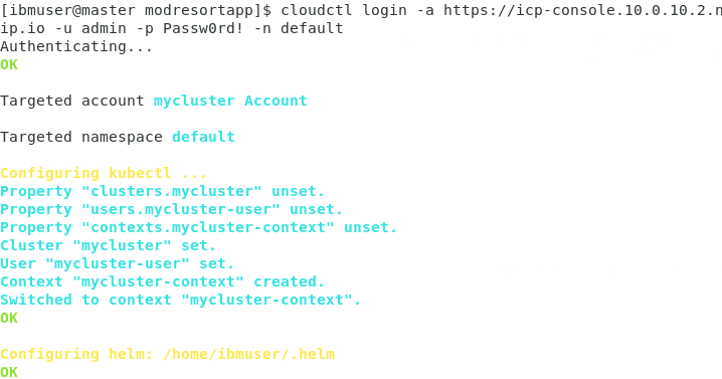 [ibmuser@master modresortapp]$ cloudctl login -a https://icp-console.10.0.10.2.n
ip.io -u admin -p Passw0rd! -n default
Authenticating...
OK
Targeted account mycluster Account
Targeted namespace default
Configuring kubectl ...
Property "clusters.mycluster" unset.
Property "users.mycluster-user" unset.
Property "contexts.mycluster-context" unset.
Cluster "mycluster" set.
User "mycluster-user" set.
Context "mycluster-context" created.
Switched to context "mycluster-context".
OK
Configuring helm: /home/ibmuser/.helm
OK